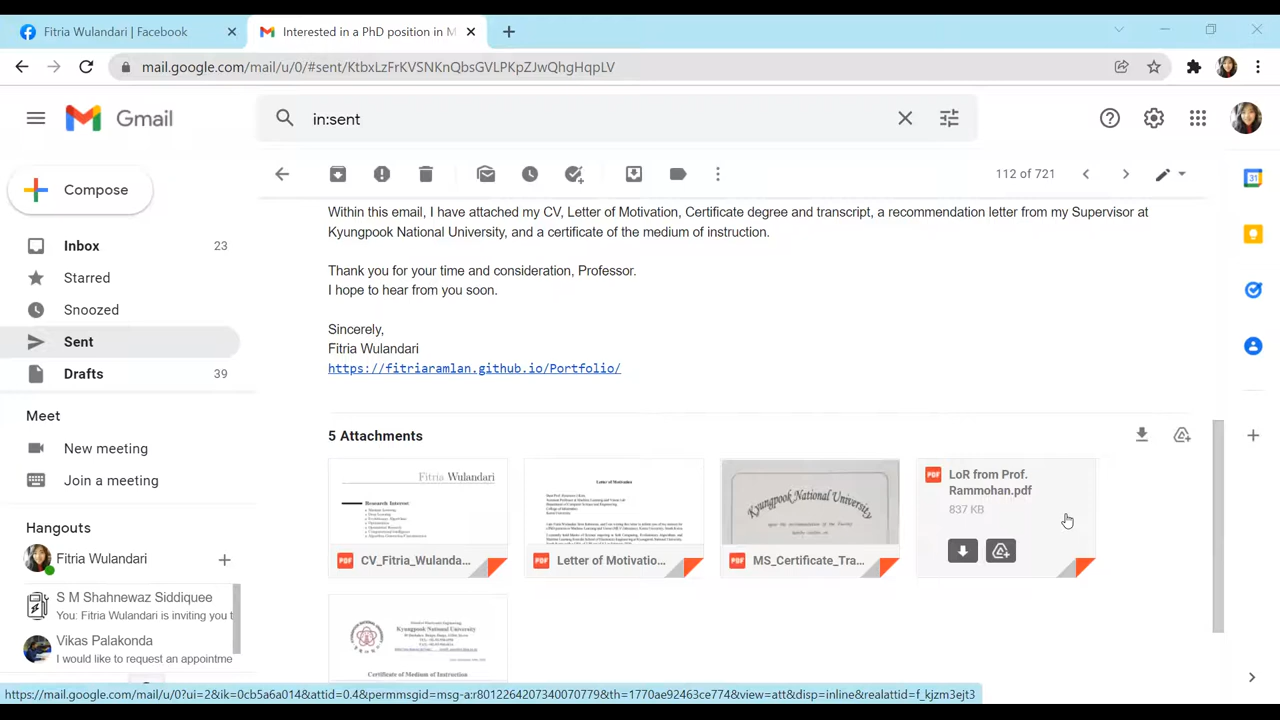 Fitria Wulandari | Facebook
Interested in a PhD position in M
mail.google.com/mail/u/0/#sent/KtbxLzFrKVSNKnQbsGVLPKpZJwQhgHqpLV
Gmail
in:sent
Compose
112 of 721
Inbox 23
Starred
Snoozed
Sent
Drafts 39
Meet
New meeting
Join a meeting
Hangouts
Fitria Wulandari
S M Shahnewaz Siddiquee
You: Fitria Wulandari is inviting you t
Vikas Palakonda
I would like to request an appointme
Within this email, I have attached my CV, Letter of Motivation, Certificate degree and transcript, a recommendation letter from my Supervisor at
Kyungpook National University, and a certificate of the medium of instruction.
Thank you for your time and consideration, Professor.
I hope to hear from you soon.
Sincerely,
Fitria Wulandari
https://fitriaramlan.github.io/Portfolio/
5 Attachments
Fitria Wulandari
Research Interest
PDF CV_Fitria_Wulanda...
Letter of Motivation
PDF Letter of Motivatio...
Kyungpook National
PDF MS_Certificate_Tra...
PDF LoR from Prof.
Rammohan.pdf
837 KB
Kyungpook National University
Certificate of Medium of Instruction
https://mail.google.com/mail/u/0?ui=2&ik=0cb5a6a014&attid=0.4&permmsgid=msg-a:r8012264207340070779&th=1770ae92463ce774&view=att&disp=inline&realattid=f_kjzm3ejt3